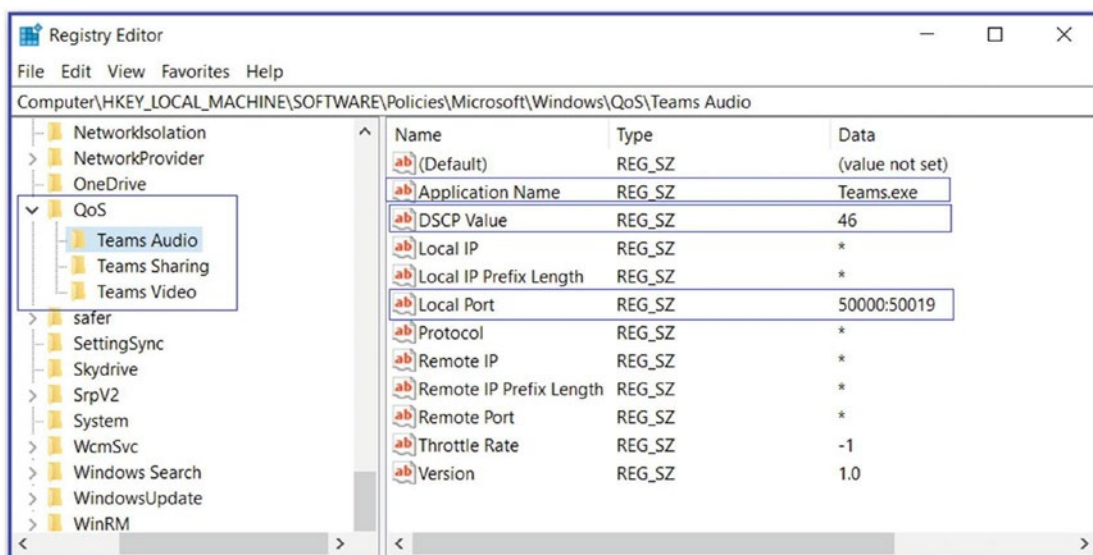 Registry Editor
File Edit View Favorites Help
Computer\HKEY_LOCAL_MACHINE\SOFTWARE\Policies\Microsoft\Windows\QoS\Teams Audio
NetworkIsolation
NetworkProvider
OneDrive
QoS
Teams Audio
Teams Sharing
Teams Video
safer
SettingSync
Skydrive
SrpV2
System
WcmSvc
Windows Search
WindowsUpdate
WinRM
Name Type Data
(Default) REG_SZ (value not set)
Application Name REG_SZ Teams.exe
DSCP Value REG_SZ 46
Local IP REG_SZ *
Local IP Prefix Length REG_SZ *
Local Port REG_SZ 50000:50019
Protocol REG_SZ *
Remote IP REG_SZ *
Remote IP Prefix Length REG_SZ *
Remote Port REG_SZ *
Throttle Rate REG_SZ -1
Version REG_SZ 1.0